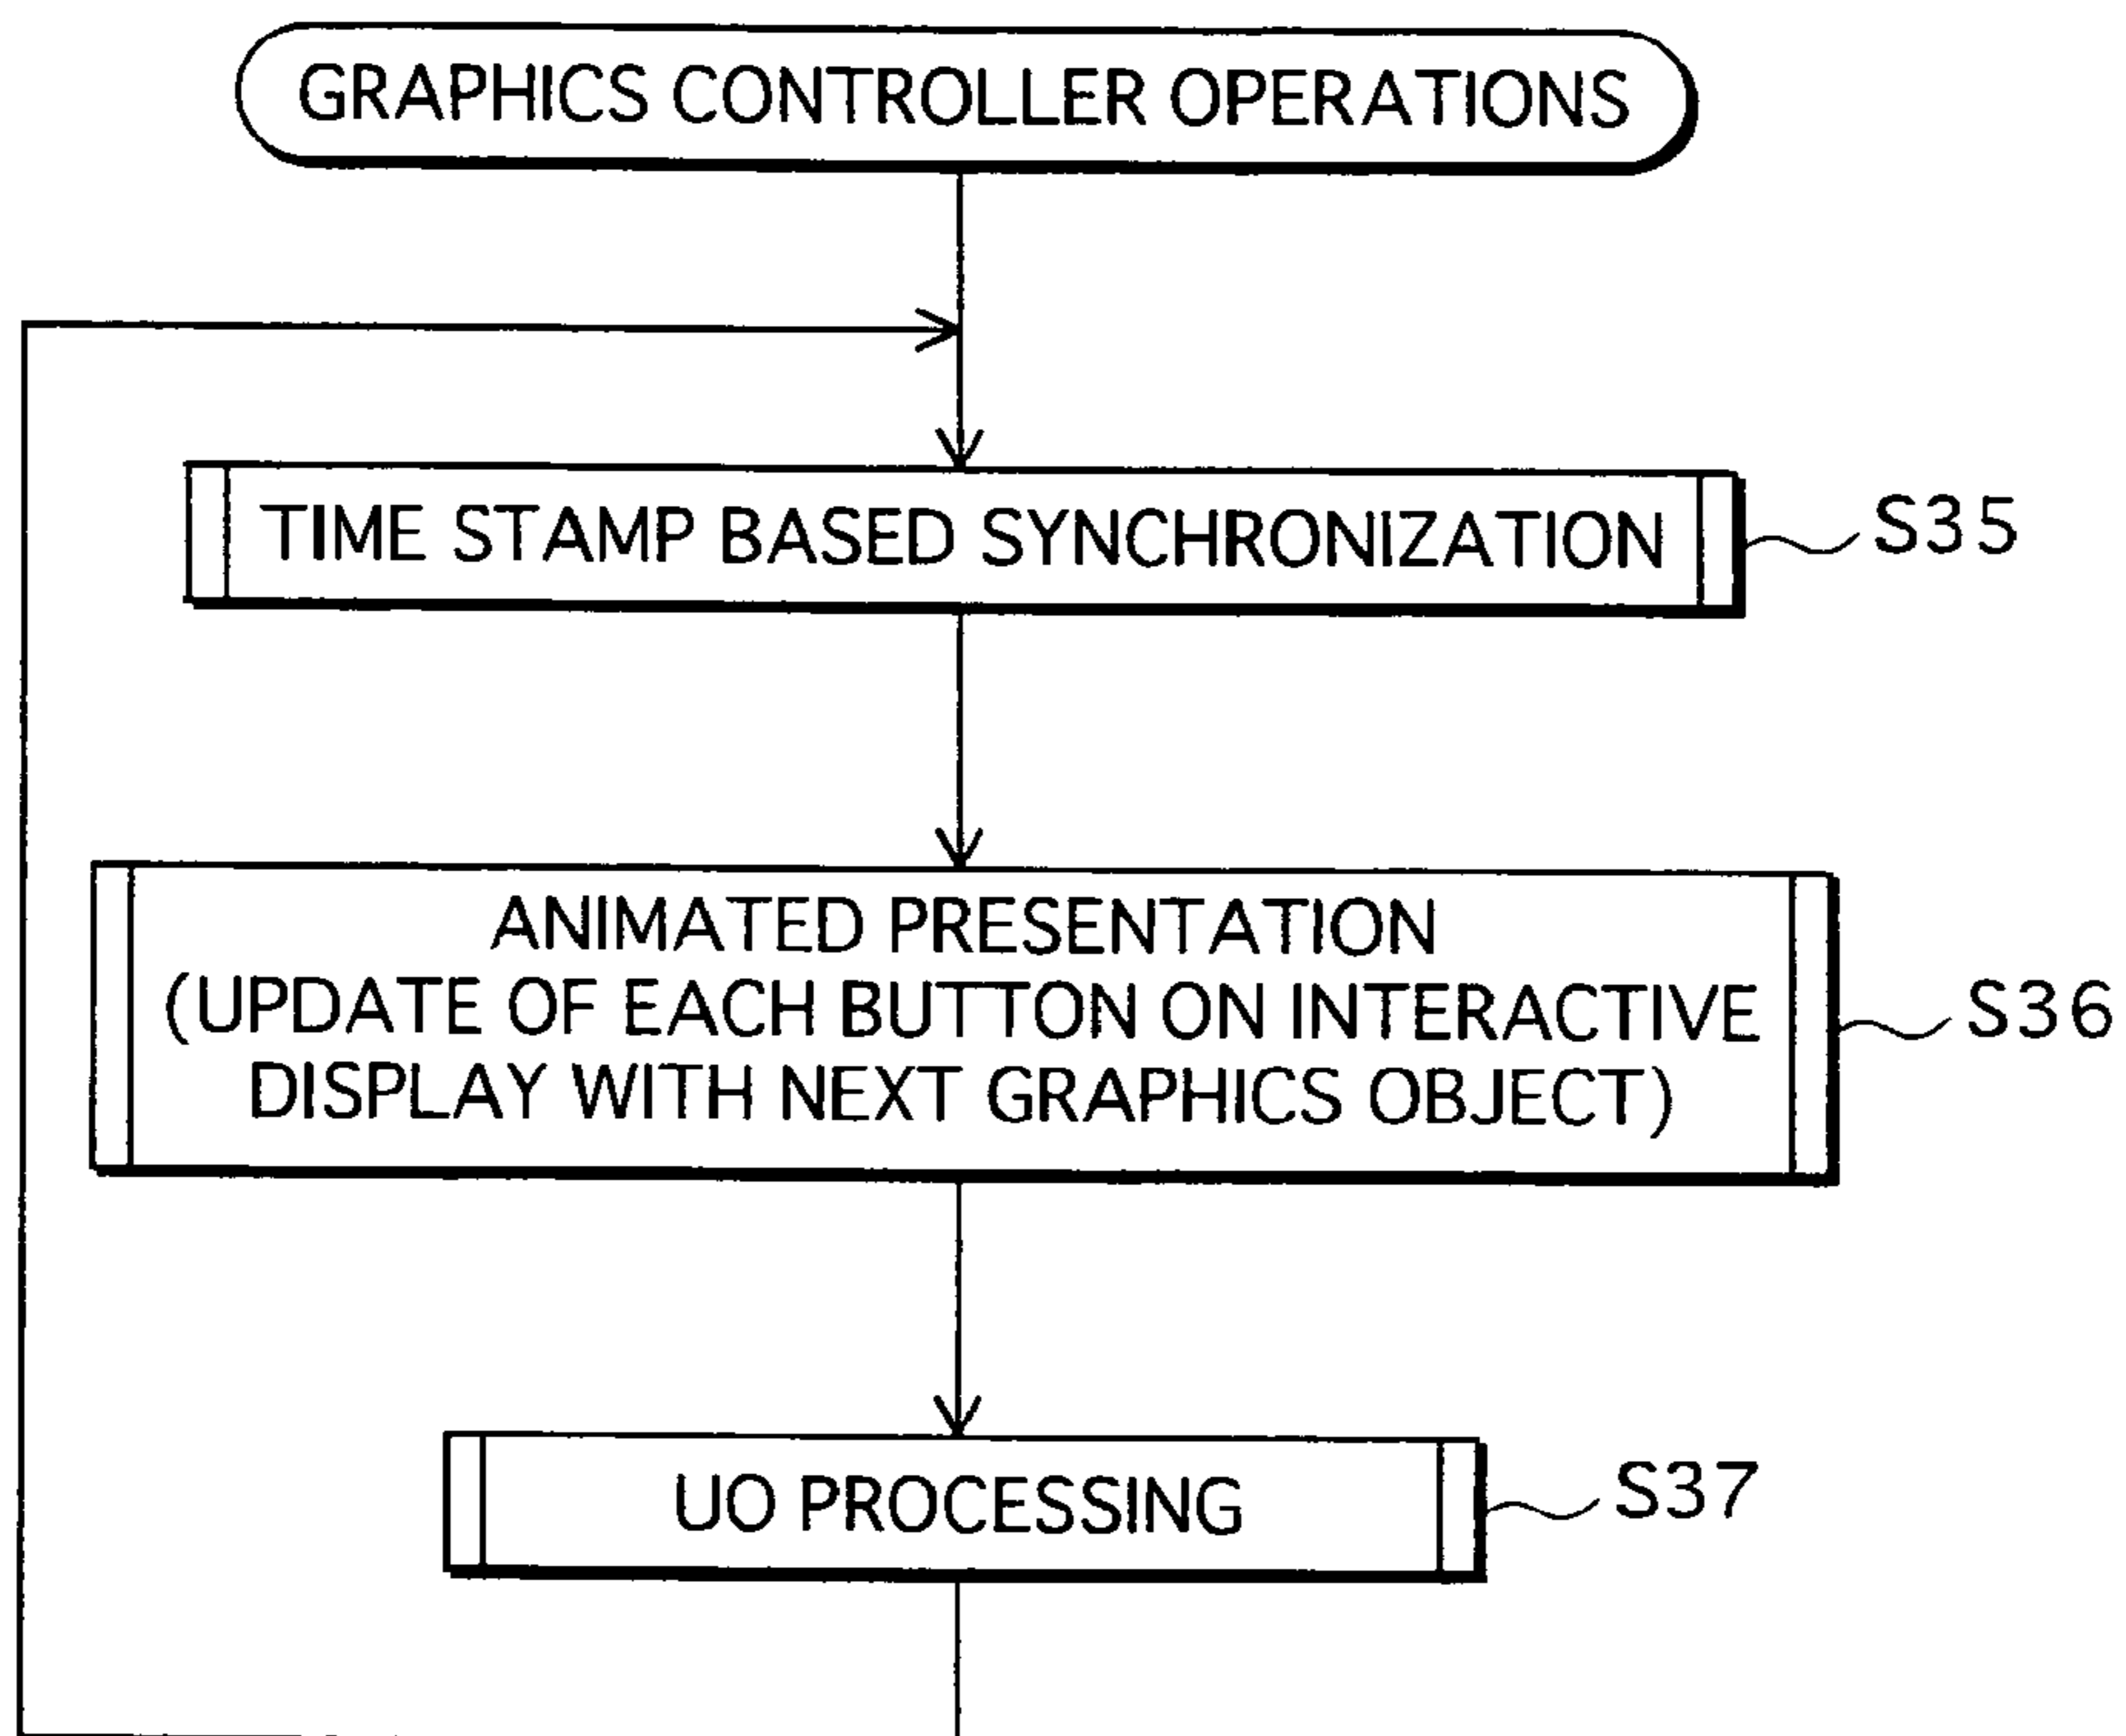 GRAPHICS CONTROLLER OPERATIONS
TIME STAMP BASED SYNCHRONIZATION
S35
ANIMATED PRESENTATION
(UPDATE OF EACH BUTTON ON INTERACTIVE
DISPLAY WITH NEXT GRAPHICS OBJECT)
S36
UO PROCESSING
S37